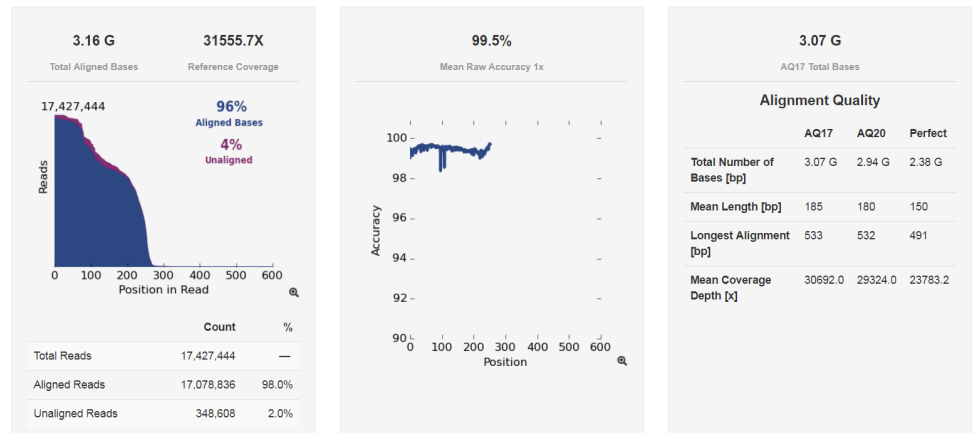 3.16 G
Total Aligned Bases
31555.7X
Reference Coverage
17,427,444
96%
Aligned Bases
4%
Unaligned
Reads
0 100 200 300 400 500 600
Position in Read
Count %
Total Reads 17,427,444 —
Aligned Reads 17,078,836 98.0%
Unaligned Reads 348,608 2.0%
99.5%
Mean Raw Accuracy 1x
100
98
96
94
92
90
Accuracy
0 100 200 300 400 500 600
Position
3.07 G
AQ17 Total Bases
Alignment Quality
AQ17 AQ20 Perfect
Total Number of 3.07 G 2.94 G 2.38 G
Bases [bp]
Mean Length [bp] 185 180 150
Longest Alignment 533 532 491
[bp]
Mean Coverage 30692.0 29324.0 23783.2
Depth [x]